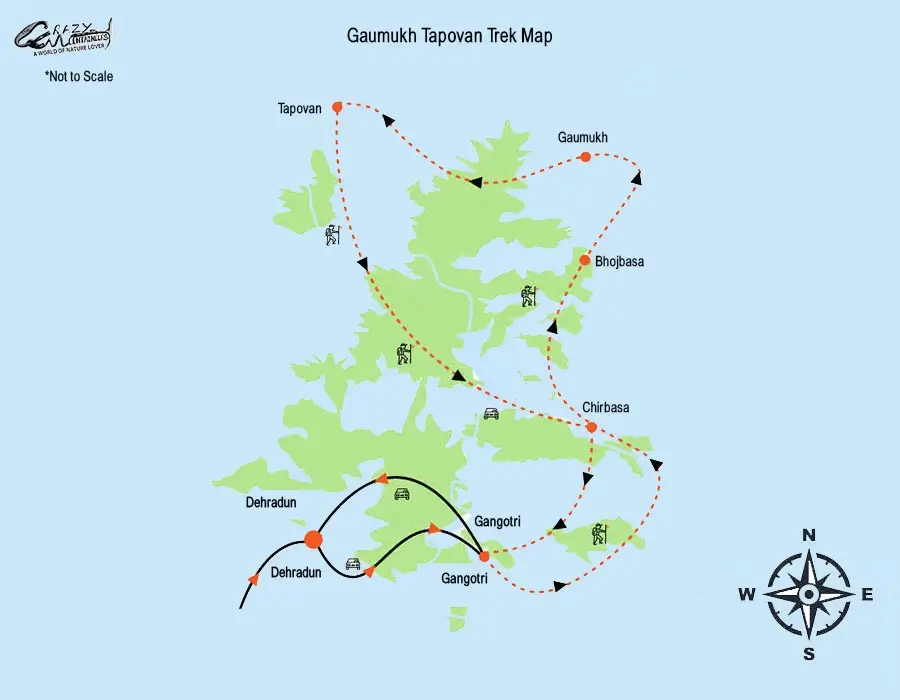 CRAZY
MOUNTAINEERS
A WORLD OF NATURE LOVER
*Not to Scale
Gaumukh Tapovan Trek Map
Tapovan
Gaumukh
Bhojbasa
Chirbasa
Dehradun
Gangotri
Dehradun
Gangotri
N
W
E
S